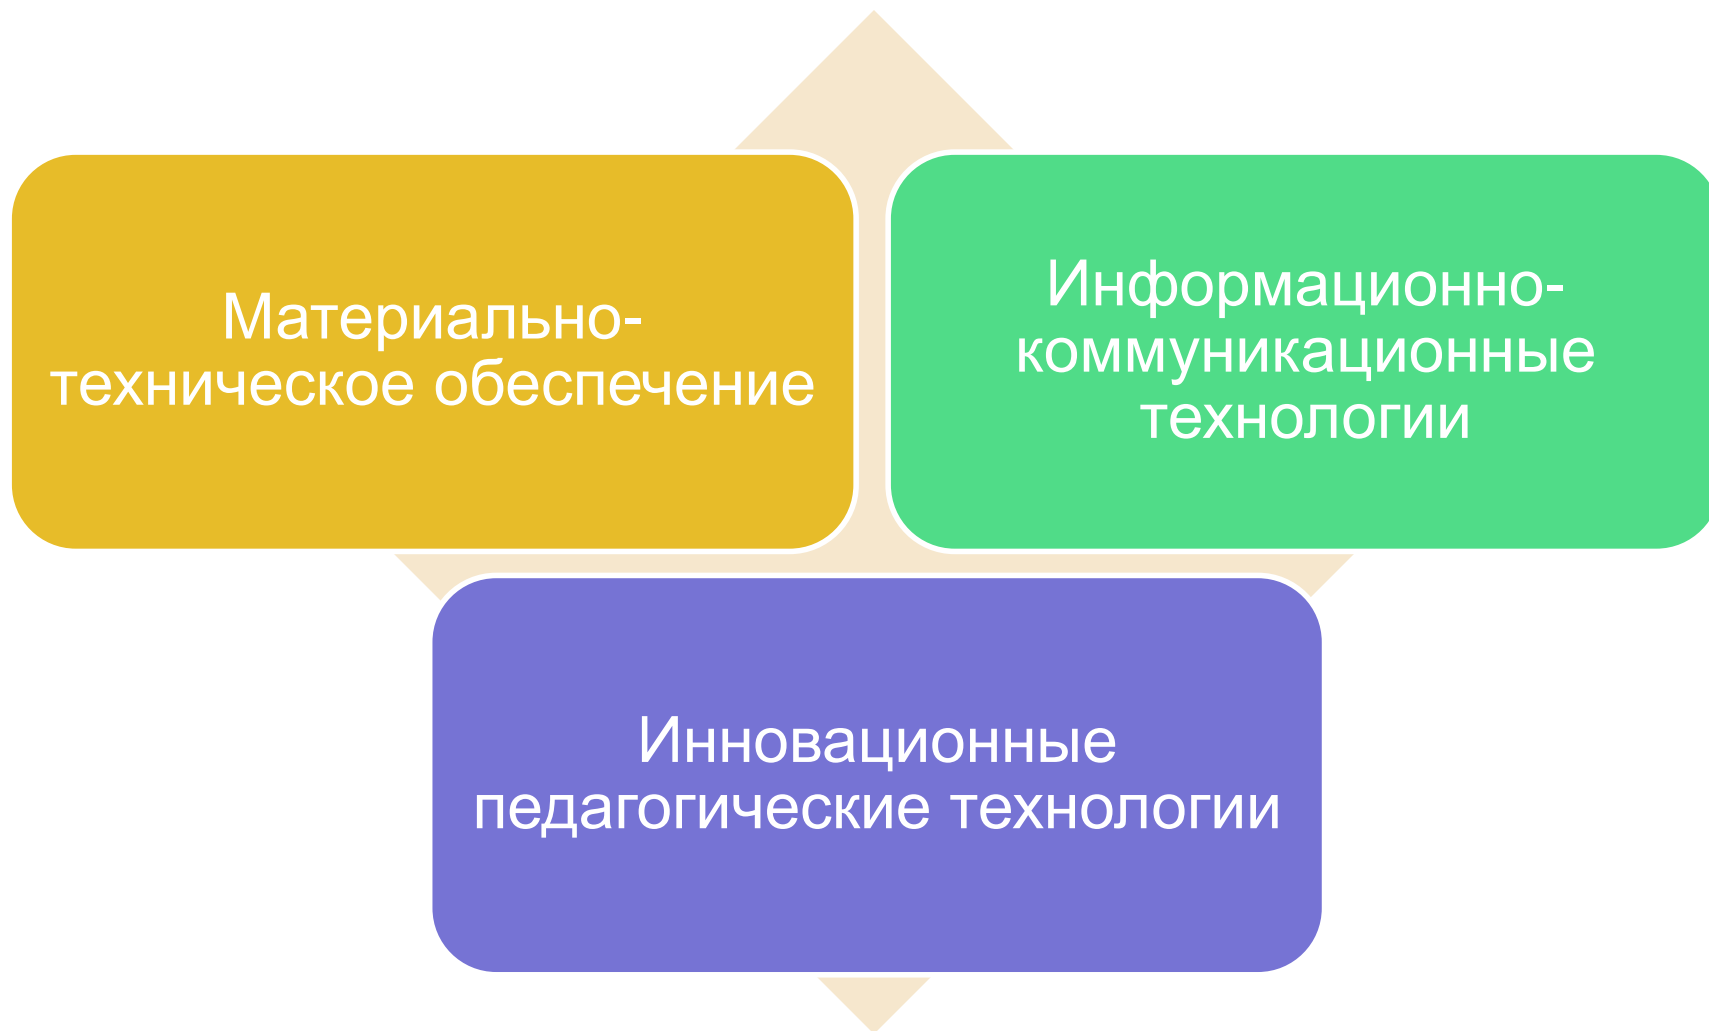 Материально-
техническое обеспечение
Информационно-
коммуникационные
технологии
Инновационные
педагогические технологии